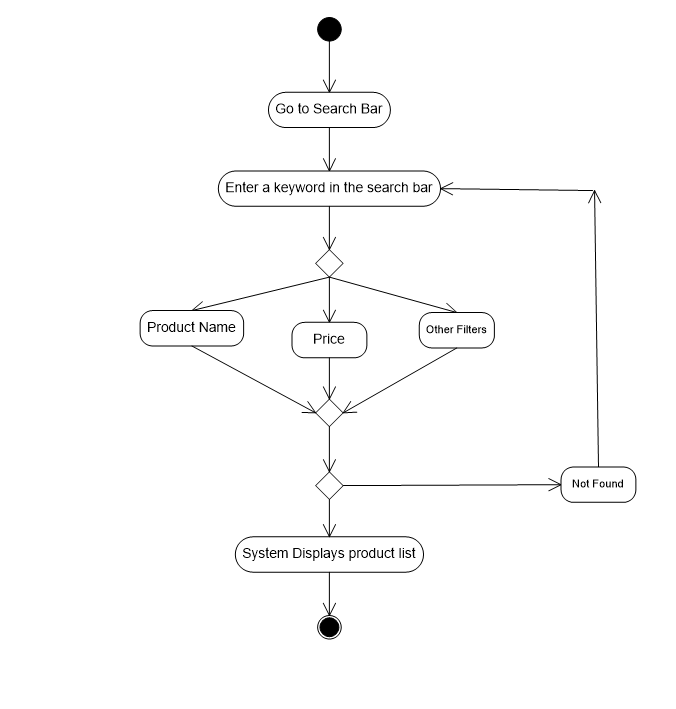 Go to Search Bar
Enter a keyword in the search bar
Product Name
Price
Other Filters
Not Found
System Displays product list